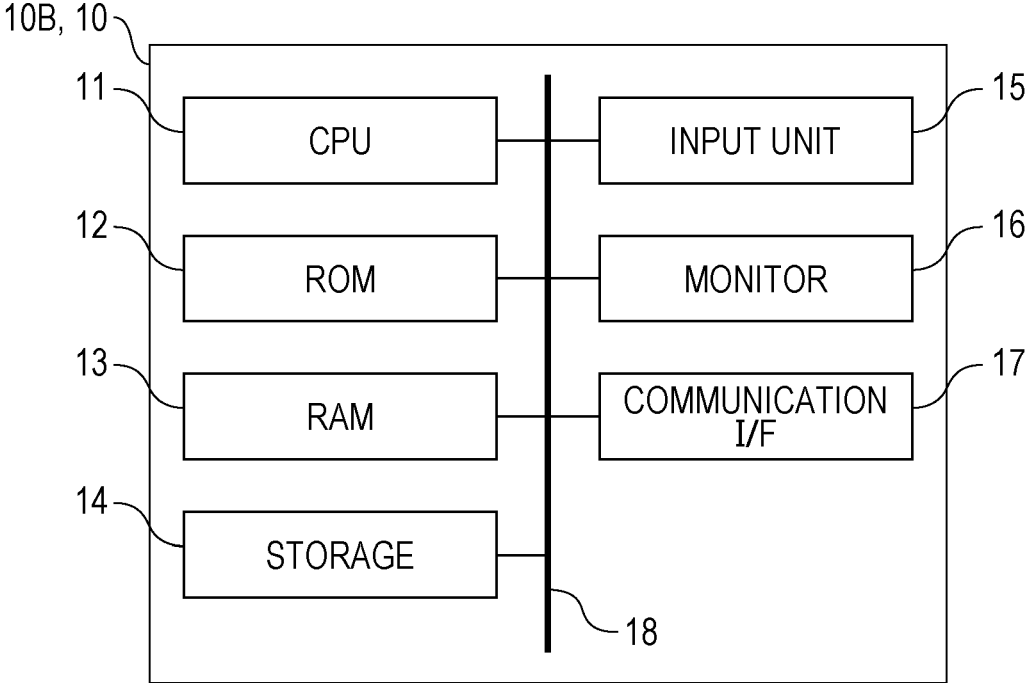 10B, 10
11
CPU
INPUT UNIT
15
12
ROM
MONITOR
16
13
RAM
COMMUNICATION
I/F
17
14
STORAGE
18